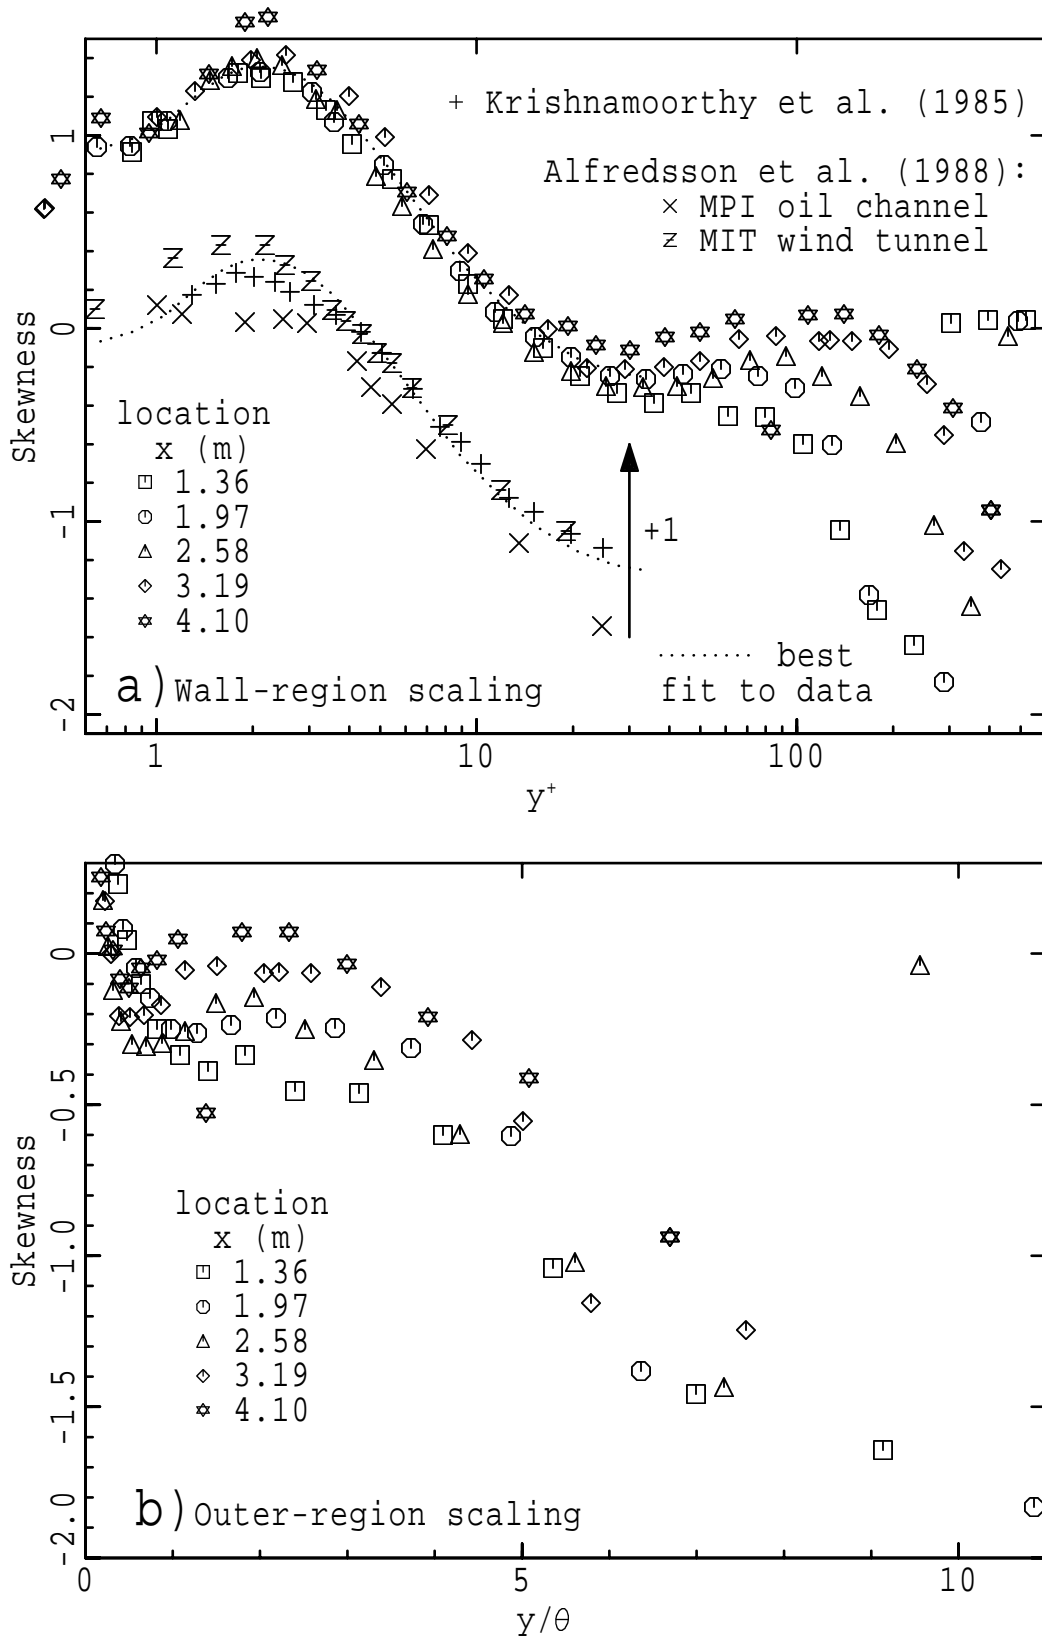 + Krishnamoorthy et al. (1985)
Alfredsson et al. (1988):
× MPI oil channel
MIT wind tunnel
Skewness
1
0
-1
-2
location
x (m)
1.36
1.97
2.58
3.19
4.10
+1
........ best
fit to data
a) Wall-region scaling
1 10 100
y⁺
Skewness
0
-0.5
-1.0
-1.5
-2.0
location
x (m)
1.36
1.97
2.58
3.19
4.10
b) Outer-region scaling
0 5 10
y/θ